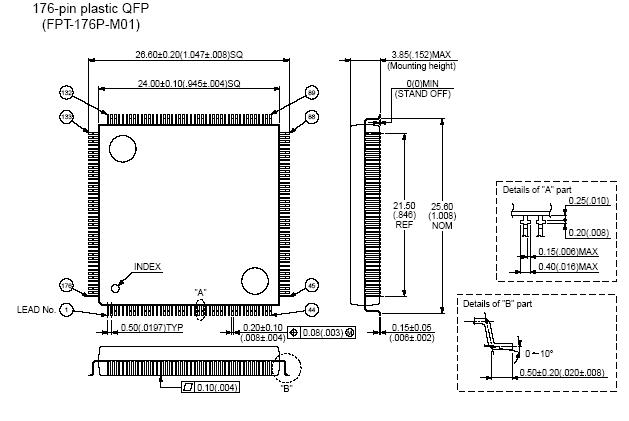 176-pin plastic QFP
(FPT-176P-M01)
26.60±0.20(1.047±.008)SQ
24.00±0.10(.945±.004)SQ
3.85(.152)MAX
(Mounting height)
0(0)MIN
(STAND OFF)
132
89
133
88
21.50
(.846)
REF
25.60
(1.008)
NOM
INDEX
176
45
"A"
LEAD No.
1
44
0.50(.0197)TYP
0.20±0.10
(.008±.004)
0.08(.003)
M
0.15±0.05
(.006±.002)
0.10(.004)
"B"
Details of "A" part
0.25(.010)
0.20(.008)
0.15(.006)MAX
0.40(.016)MAX
Details of "B" part
0~10°
0.50±0.20(.020±.008)